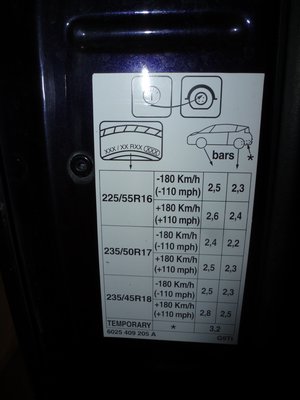 XXX / XX RXX
bars
*
225/55R16
-180 Km/h (-110 mph) 2,5 2,3
+180 Km/h (+110 mph) 2,6 2,4
235/50R17
-180 Km/h (-110 mph) 2,4 2,2
+180 Km/h (+110 mph) 2,5 2,3
235/45R18
-180 Km/h (-110 mph) 2,5 2,3
+180 Km/h (+110 mph) 2,8 2,5
TEMPORARY * 3.2
6025 409 205 A